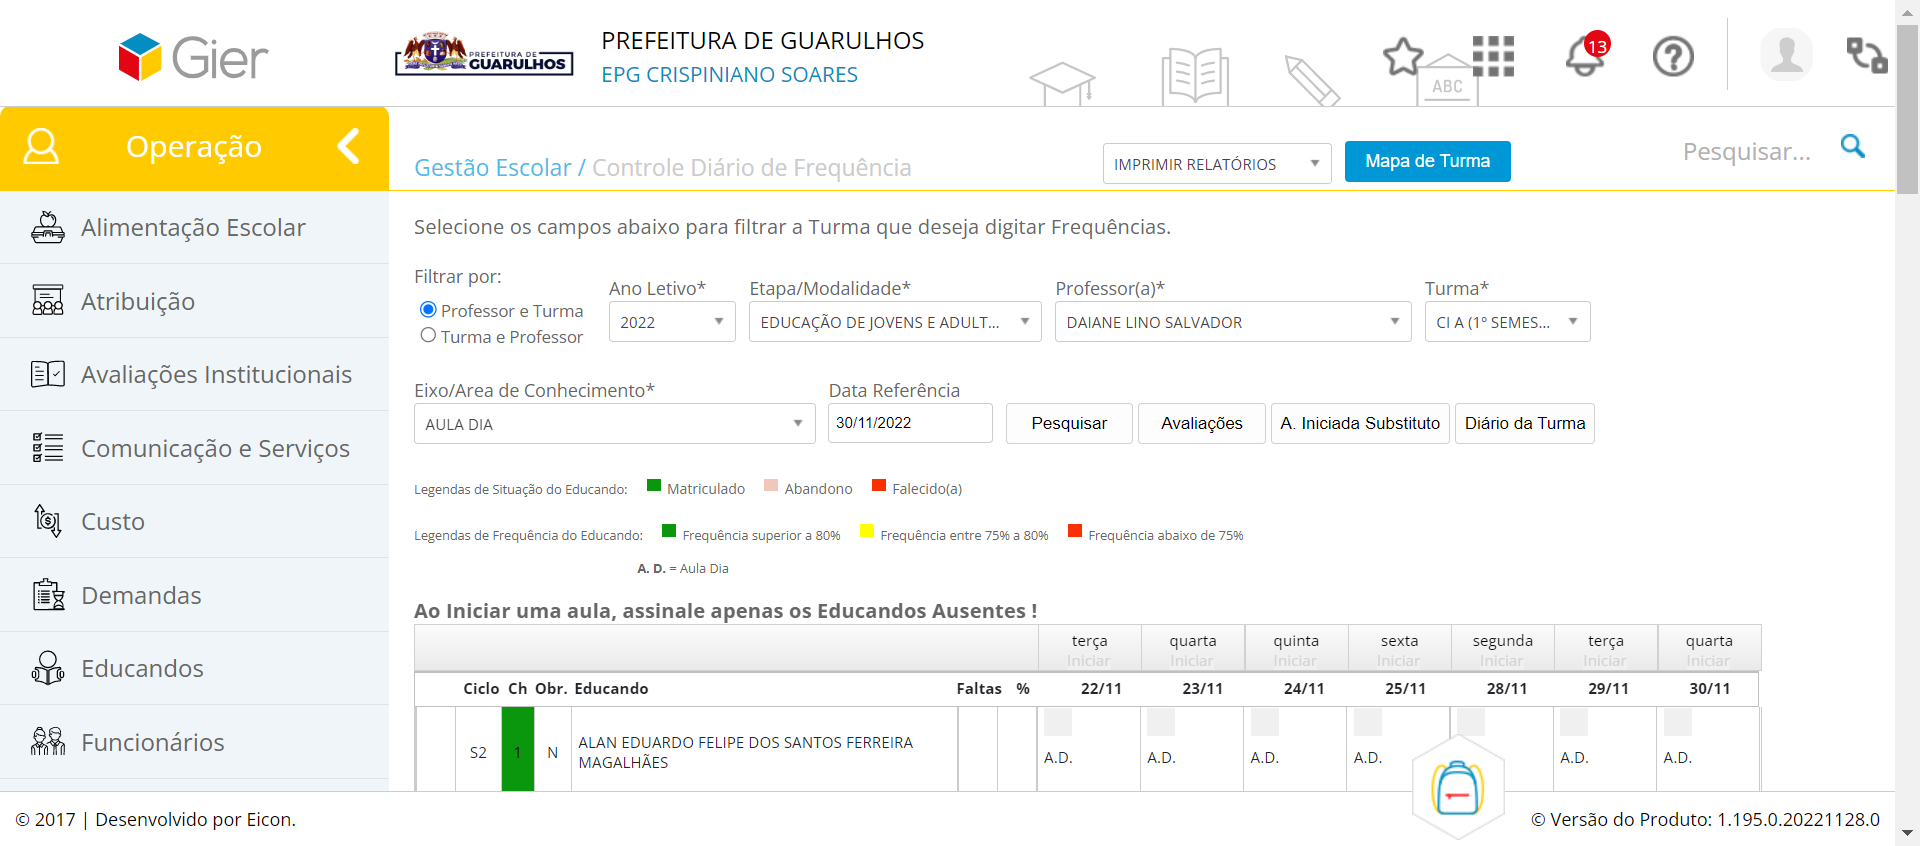 Gier
PREFEITURA DE
GUARULHOS
PREFEITURA DE GUARULHOS
EPG CRISPINIANO SOARES
ABC
13
Operação
Gestão Escolar / Controle Diário de Frequência
IMPRIMIR RELATÓRIOS
Mapa de Turma
Pesquisar...
Alimentação Escolar
Atribuição
Avaliações Institucionais
Comunicação e Serviços
Custo
Demandas
Educandos
Funcionários
Selecione os campos abaixo para filtrar a Turma que deseja digitar Frequências.
Filtrar por:
Professor e Turma
Turma e Professor
Ano Letivo* Etapa/Modalidade* Professor(a)* Turma*
2022 EDUCAÇÃO DE JOVENS E ADULT... DAIANE LINO SALVADOR CI A (1º SEMES...
Eixo/Area de Conhecimento* Data Referência
AULA DIA 30/11/2022 Pesquisar Avaliações A. Iniciada Substituto Diário da Turma
Legendas de Situação do Educando: Matriculado Abandono Falecido(a)
Legendas de Frequência do Educando: Frequência superior a 80% Frequência entre 75% a 80% Frequência abaixo de 75%
A. D. = Aula Dia
Ao Iniciar uma aula, assinale apenas os Educandos Ausentes !
terça quarta quinta sexta segunda terça quarta
Iniciar Iniciar Iniciar Iniciar Iniciar Iniciar Iniciar
Ciclo Ch Obr. Educando Faltas % 22/11 23/11 24/11 25/11 28/11 29/11 30/11
S2 1 N ALAN EDUARDO FELIPE DOS SANTOS FERREIRA
MAGALHÃES
A.D. A.D. A.D. A.D. A.D. A.D.
© 2017 | Desenvolvido por Eicon.
© Versão do Produto: 1.195.0.20221128.0